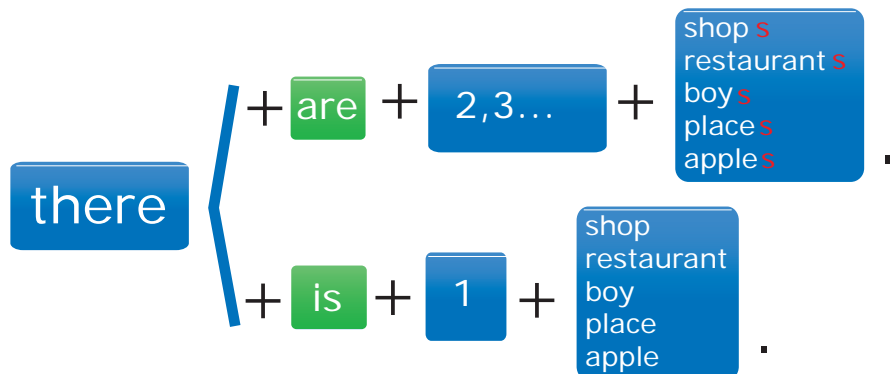 there
+ are + 2,3... +
shops
restaurants
boys
places
apples
.
+ is + 1 +
shop
restaurant
boy
place
apple
.